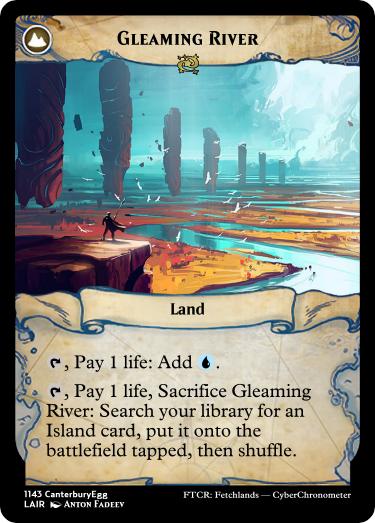 GLEAMING RIVER
Land
, Pay 1 life: Add .
, Pay 1 life, Sacrifice Gleaming
River: Search your library for an
Island card, put it onto the
battlefield tapped, then shuffle.
1143 CanterburyEgg
LAIR ANTON FADEEV
FTCR: Fetchlands — CyberChronometer